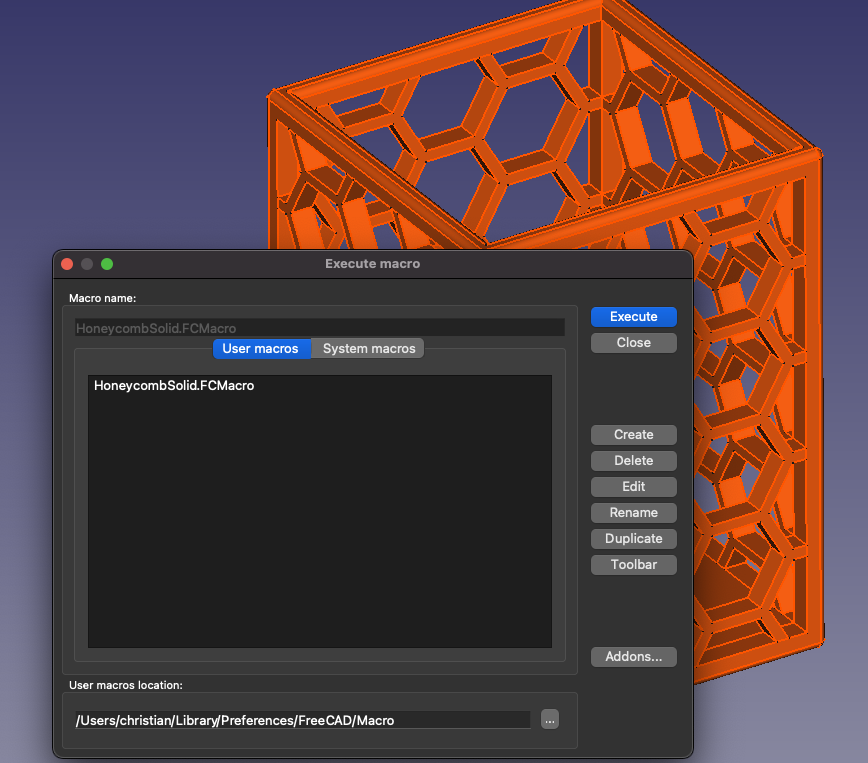 Execute macro
Macro name:
HoneycombSolid.FCMacro
Execute
User macros
System macros
Close
HoneycombSolid.FCMacro
Create
Delete
Edit
Rename
Duplicate
Toolbar
Addons...
User macros location:
/Users/christian/Library/Preferences/FreeCAD/Macro
...